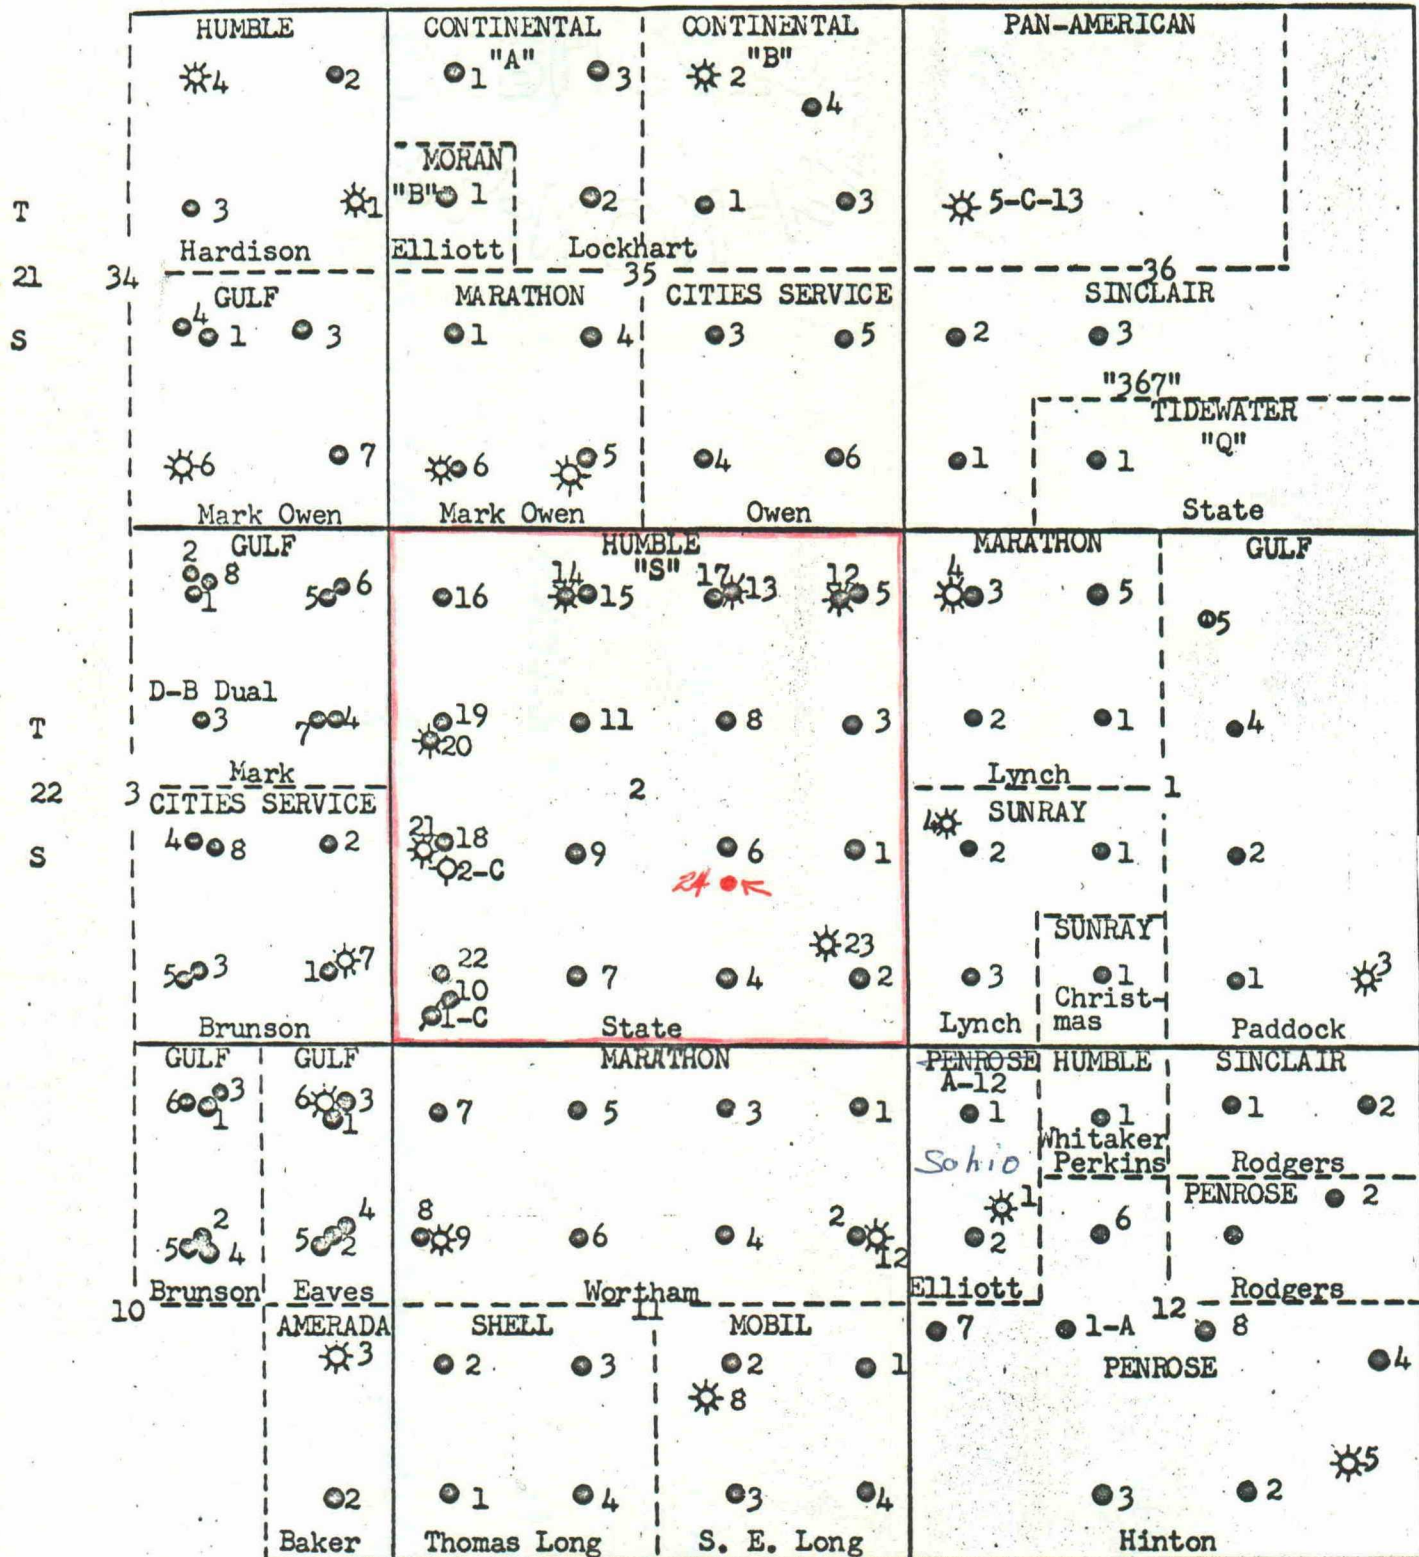 HUMBLE CONTINENTAL CONTINENTAL PAN-AMERICAN
"A" "B"
4 2 1 3 2
4
MORAN
T 3 1 "B" 1 2 1 3 5-C-13
Hardison Elliott Lockhart
21 34 35 36
GULF MARATHON CITIES SERVICE SINCLAIR
S 4 1 3 1 4 3 5 2 3
"367"
TIDEWATER
"Q"
6 7 6 5 4 6 1 1
Mark Owen Mark Owen Owen State
GULF HUMBLE MARATHON GULF
"S"
2 8 1 5 6 16 14 15 17 13 12 5 4 3 5 5
D-B Dual
T 3 7 4 19 11 8 3 2 1 4
20
Mark Lynch
22 3 2 1
CITIES SERVICE SUNRAY
S 4 8 2 21 18 9 6 1 4 2 1 2
2-C
24
SUNRAY
23
5 3 1 7 22 7 4 2 3 1 1 3
10
1-C
Brunson State Lynch Christ-
mas Paddock
GULF GULF MARATHON PENROSE HUMBLE SINCLAIR
A-12
6 3 1 6 3 1 7 5 3 1 1 1 1 2
Whitaker
Sohio Perkins Rodgers
PENROSE 2
1
5 2 4 5 4 2 8 9 6 4 2 12 2 6
Brunson Eaves Wortham Elliott Rodgers
10 11 12
AMERADA SHELL MOBIL 7 1-A 8
3 2 3 2 1 PENROSE 4
8
5
2 1 4 3 4 3 2
Baker Thomas Long S. E. Long Hinton